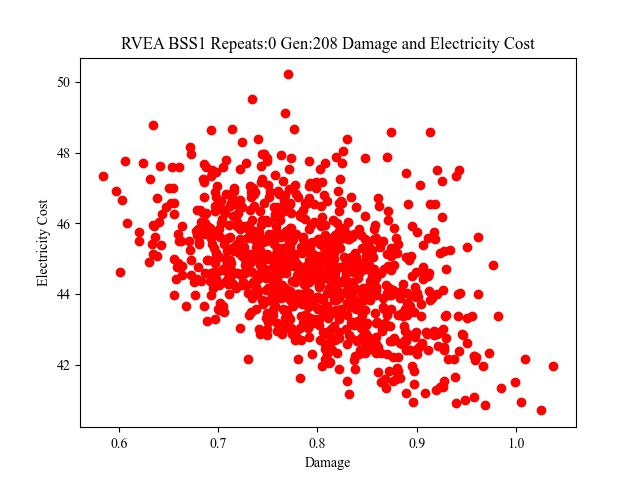 RVEA BSS1 Repeats:0 Gen:208 Damage and Electricity Cost
50
48
46
44
42
Electricity Cost
0.6 0.7 0.8 0.9 1.0
Damage